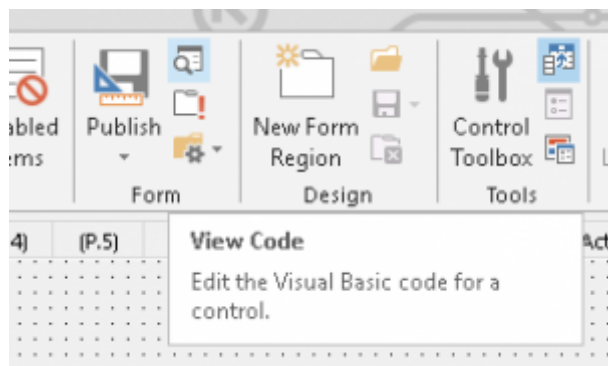 abled
ems
Publish
New Form
Region
Control
Toolbox
Form
Design
Tools
4)
(P.5)
View Code
Edit the Visual Basic code for a
control.